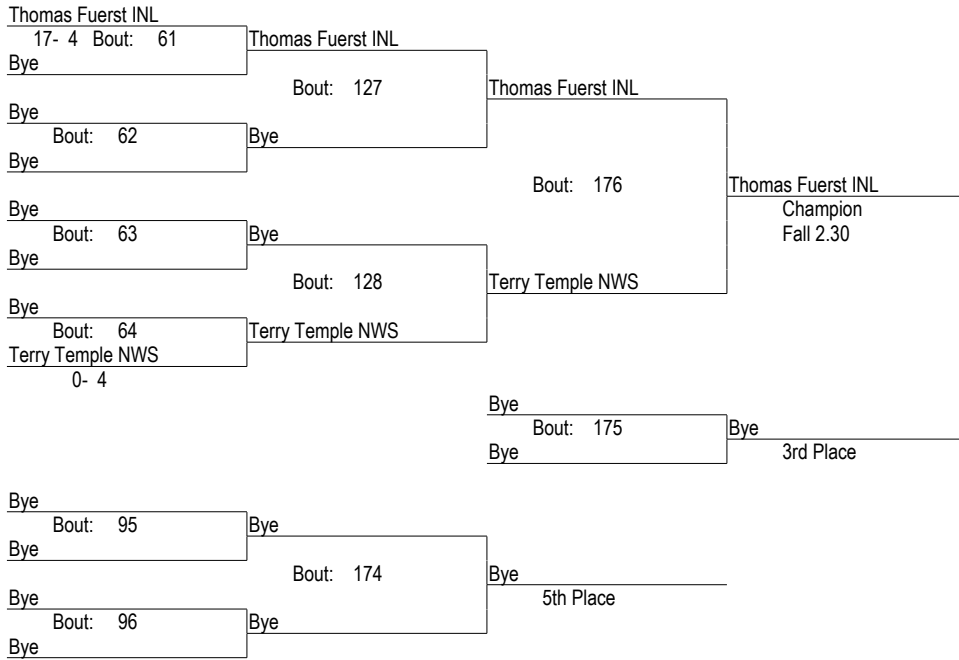 Thomas Fuerst INL
17- 4 Bout: 61
Thomas Fuerst INL
Bye
Bout: 127
Thomas Fuerst INL
Bye
Bout: 62
Bye
Bye
Bout: 176
Thomas Fuerst INL
Bye
Champion
Bout: 63
Bye
Fall 2.30
Bye
Bout: 128
Terry Temple NWS
Bye
Bout: 64
Terry Temple NWS
Terry Temple NWS
0- 4
Bye
Bout: 175
Bye
Bye
3rd Place
Bye
Bout: 95
Bye
Bye
Bout: 174
Bye
Bye
5th Place
Bout: 96
Bye
Bye